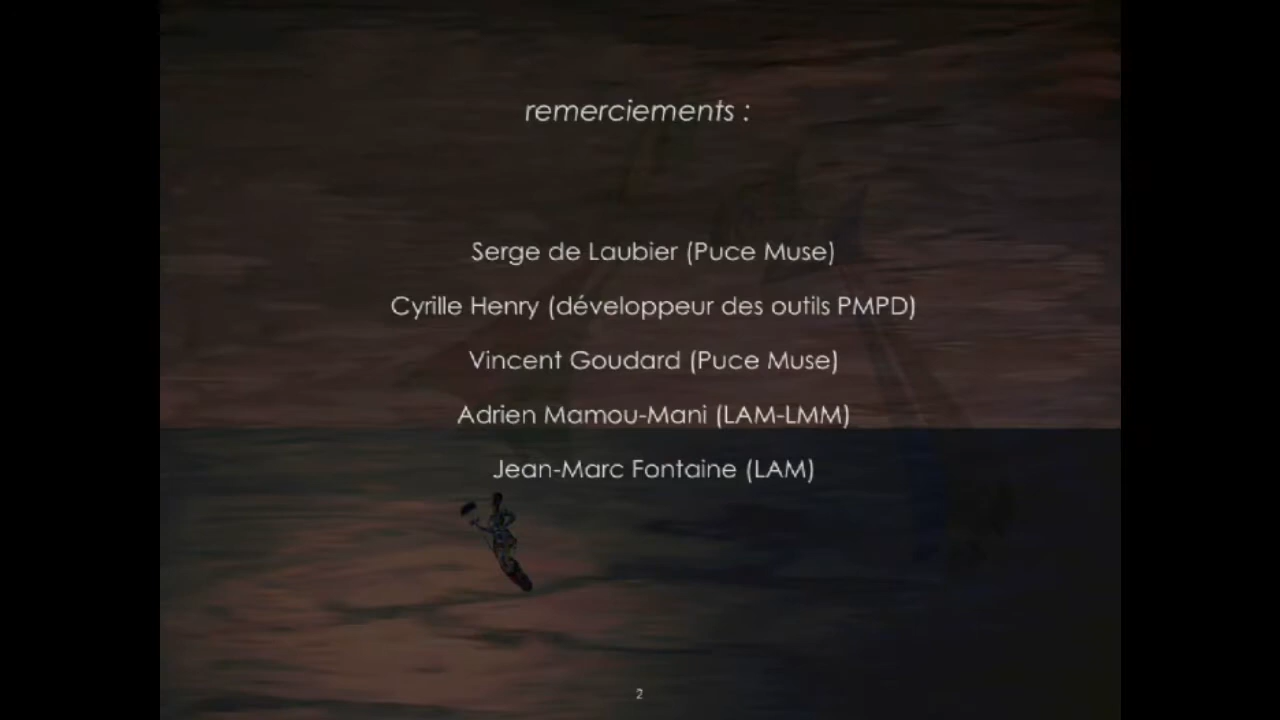 remerciements :
Serge de Laubier (Puce Muse)
Cyrille Henry (développeur des outils PMPD)
Vincent Goudard (Puce Muse)
Adrien Mamou-Mani (LAM-LMM)
Jean-Marc Fontaine (LAM)
2